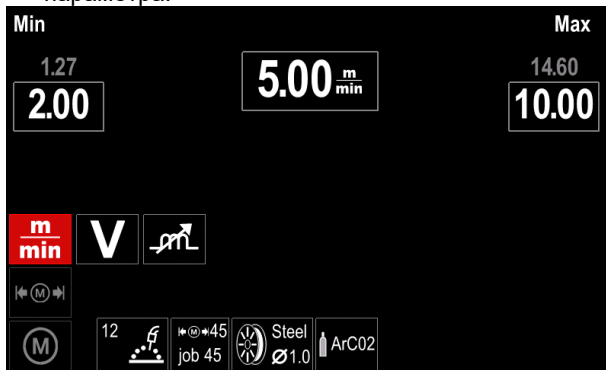 параметра.
Min Max
1.27 5.00 m/min 14.60
2.00 10.00
m/min V
M
M 12 45 job 45 Steel Ø1.0 ArC02